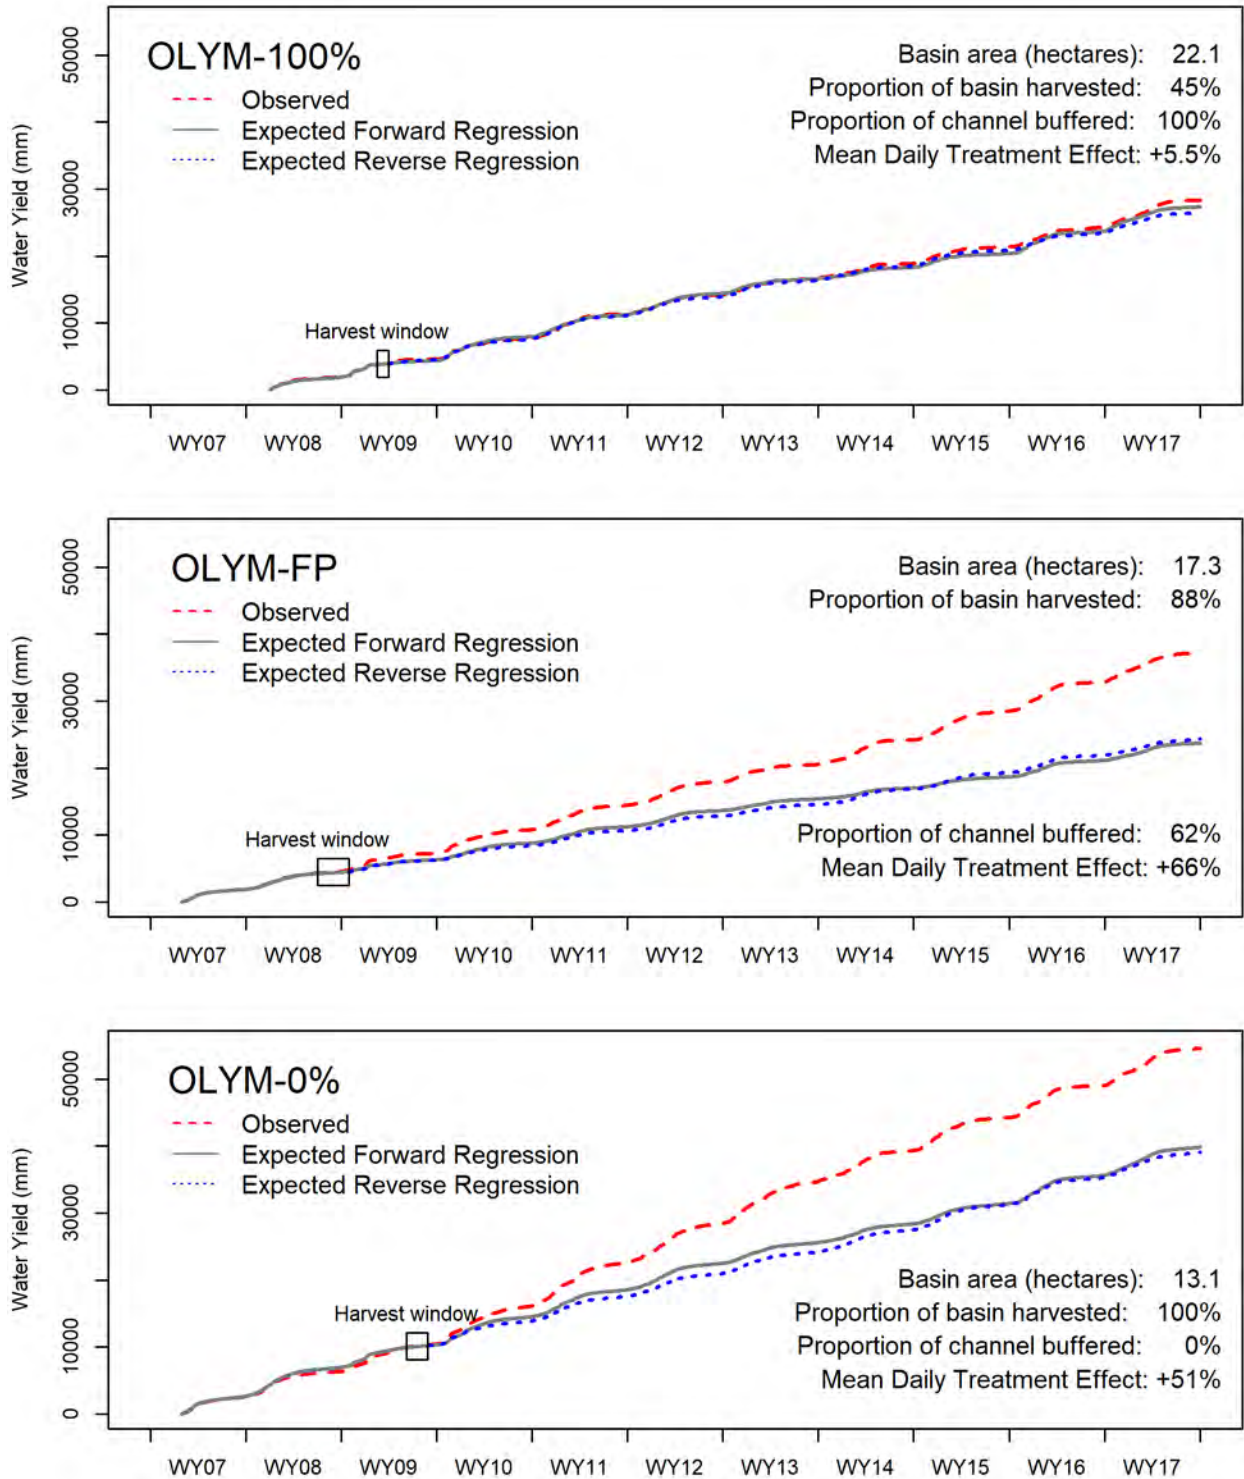 OLYM-100%
Observed
Expected Forward Regression
Expected Reverse Regression
Basin area (hectares): 22.1
Proportion of basin harvested: 45%
Proportion of channel buffered: 100%
Mean Daily Treatment Effect: +5.5%
Harvest window
Water Yield (mm)
50000
30000
10000
0
WY07 WY08 WY09 WY10 WY11 WY12 WY13 WY14 WY15 WY16 WY17
OLYM-FP
Observed
Expected Forward Regression
Expected Reverse Regression
Basin area (hectares): 17.3
Proportion of basin harvested: 88%
Proportion of channel buffered: 62%
Mean Daily Treatment Effect: +66%
Harvest window
Water Yield (mm)
50000
30000
10000
0
WY07 WY08 WY09 WY10 WY11 WY12 WY13 WY14 WY15 WY16 WY17
OLYM-0%
Observed
Expected Forward Regression
Expected Reverse Regression
Basin area (hectares): 13.1
Proportion of basin harvested: 100%
Proportion of channel buffered: 0%
Mean Daily Treatment Effect: +51%
Harvest window
Water Yield (mm)
50000
30000
10000
0
WY07 WY08 WY09 WY10 WY11 WY12 WY13 WY14 WY15 WY16 WY17